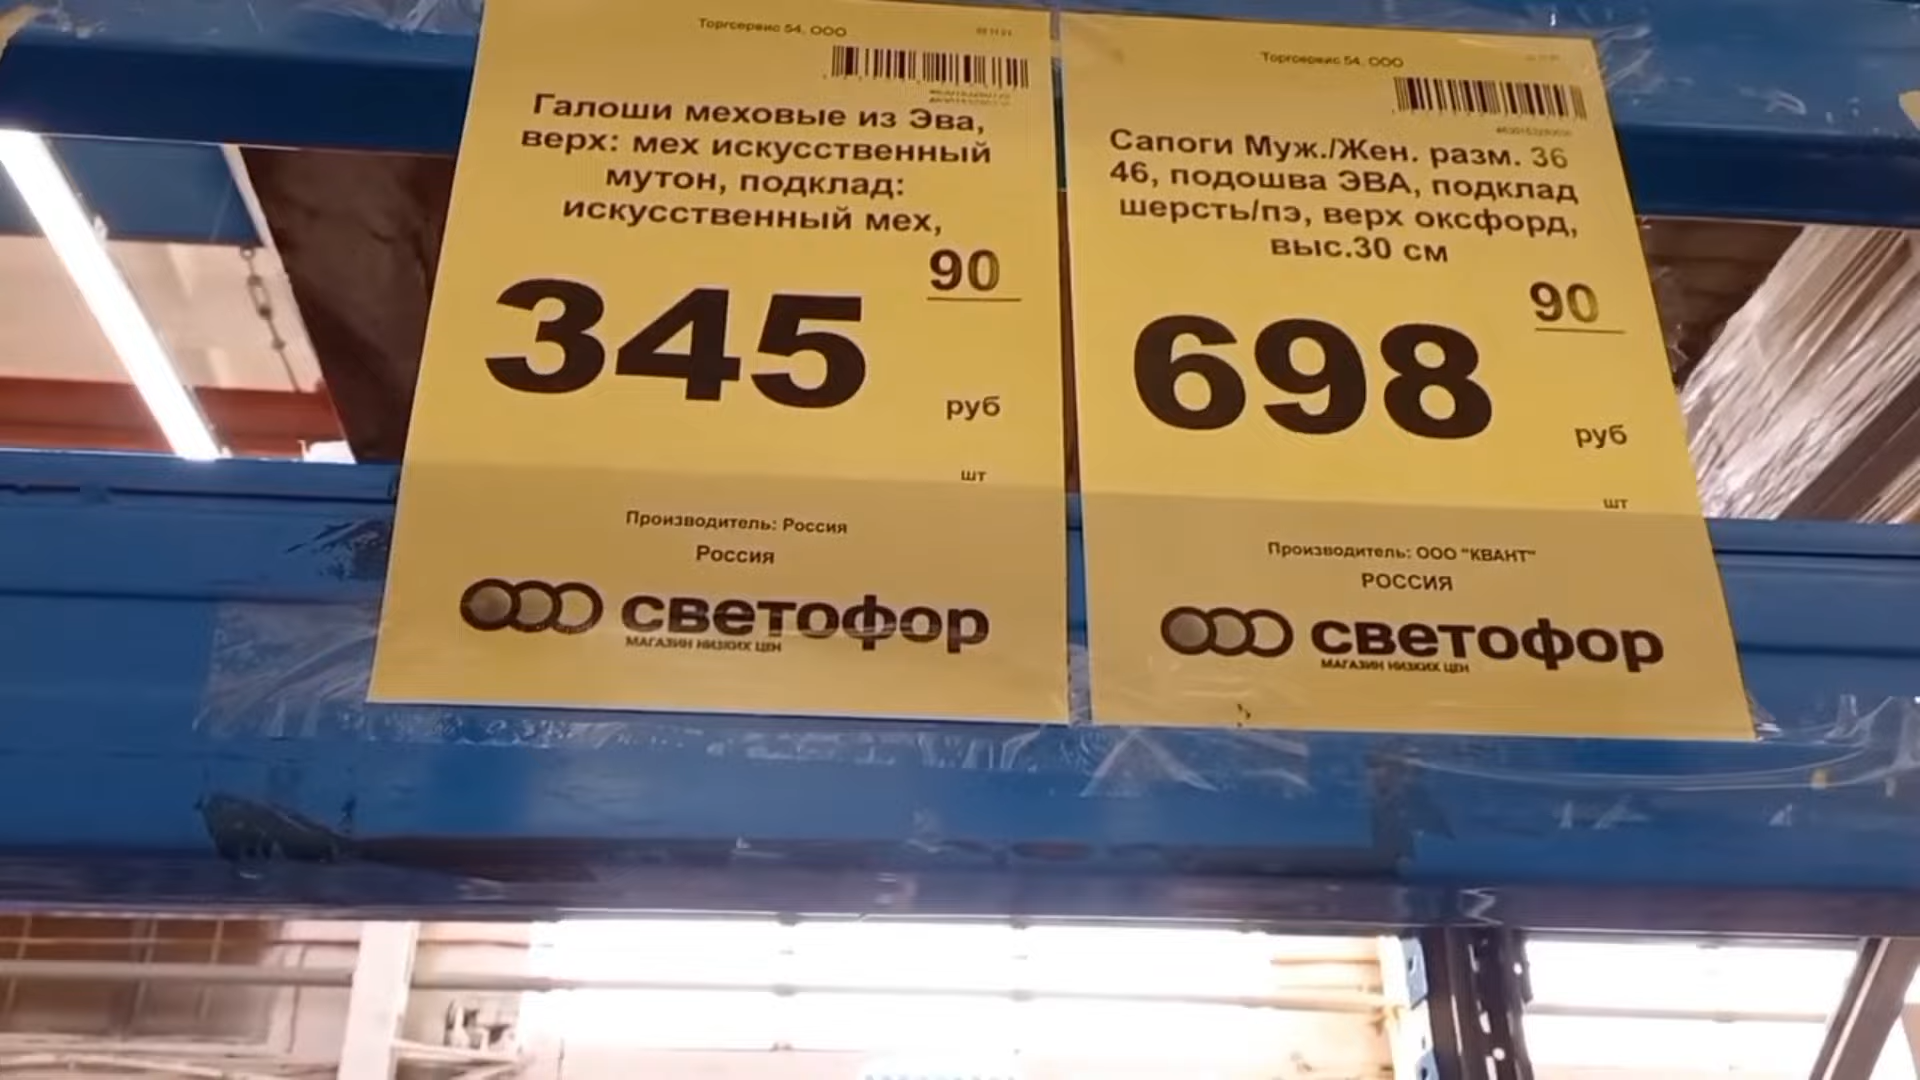 Торгсервис 54, ООО
Галоши меховые из Эва,
верх: мех искусственный
мутон, подклад:
искусственный мех,
345 90
руб
шт
Производитель: Россия
Россия
светофор
МАГАЗИН НИЗКИХ ЦЕН
Торгсервис 54, ООО
Сапоги Муж./Жен. разм. 36
46, подошва ЭВА, подклад
шерсть/пэ, верх оксфорд,
выс.30 см
698 90
руб
шт
Производитель: ООО "КВАНТ"
РОССИЯ
светофор
МАГАЗИН НИЗКИХ ЦЕН